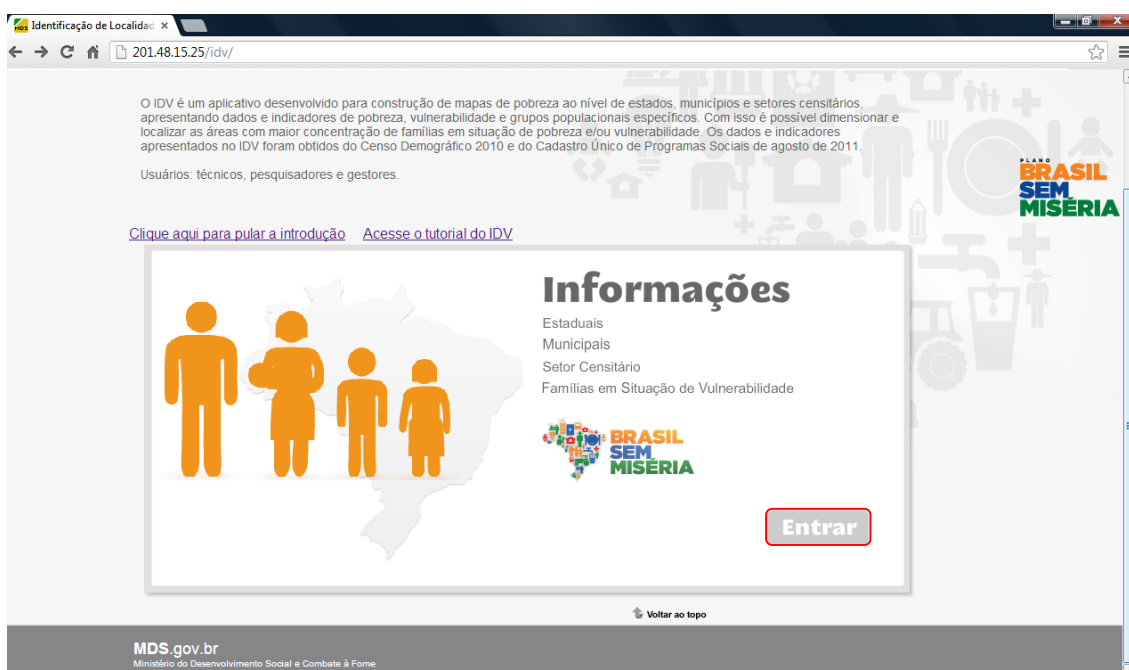 MDS Identificação de Localidad
201.48.15.25/idv/
O IDV é um aplicativo desenvolvido para construção de mapas de pobreza ao nível de estados, municípios e setores censitários,
apresentando dados e indicadores de pobreza, vulnerabilidade e grupos populacionais específicos. Com isso é possível dimensionar e
localizar as áreas com maior concentração de famílias em situação de pobreza e/ou vulnerabilidade. Os dados e indicadores
apresentados no IDV foram obtidos do Censo Demográfico 2010 e do Cadastro Único de Programas Sociais de agosto de 2011.
Usuários: técnicos, pesquisadores e gestores.
PLANO
BRASIL
SEM
MISÉRIA
Clique aqui para pular a introdução Acesse o tutorial do IDV
Informações
Estaduais
Municipais
Setor Censitário
Famílias em Situação de Vulnerabilidade
BRASIL
SEM
MISÉRIA
Entrar
Voltar ao topo
MDS.gov.br
Ministério do Desenvolvimento Social e Combate à Fome